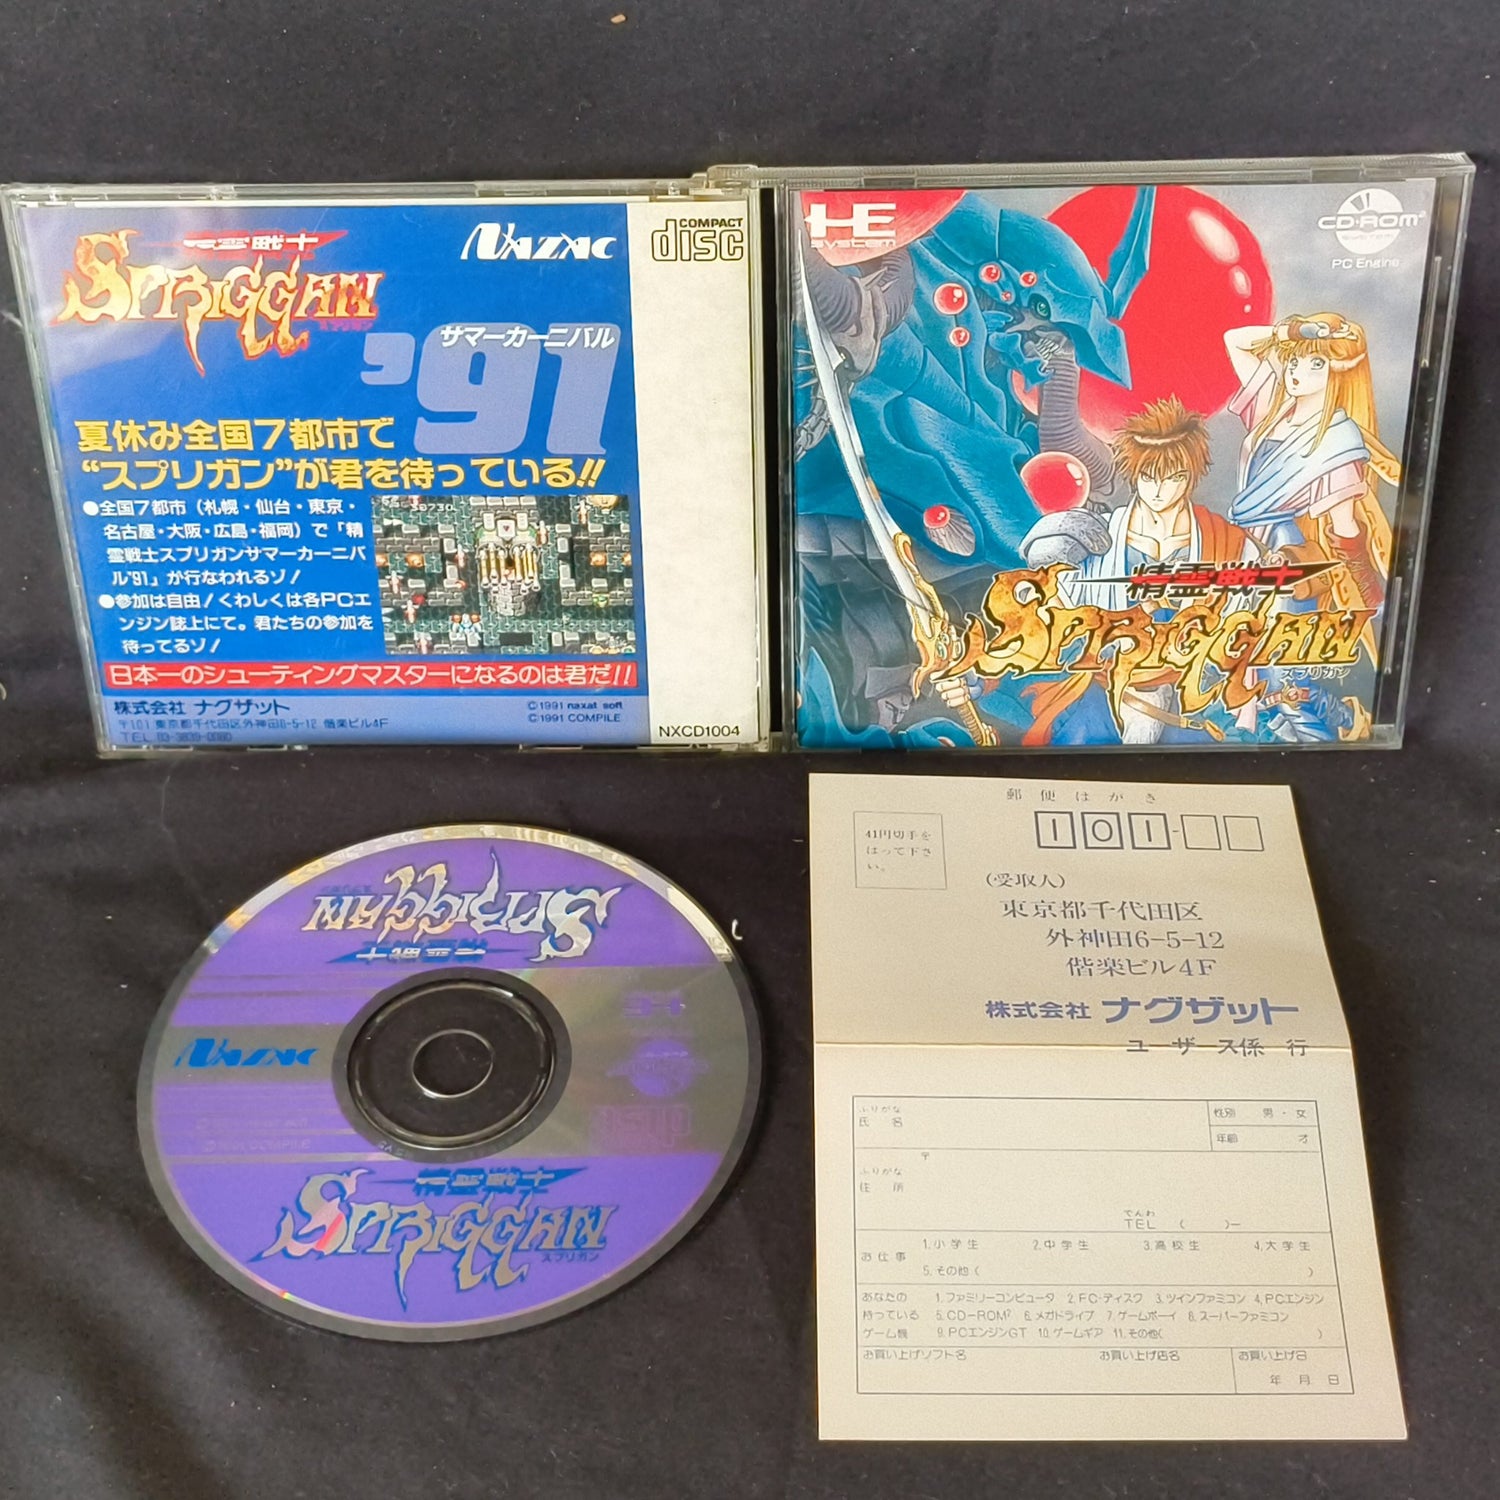 精霊戦士
SPRIGGAN
スプリガン
NAXAT
COMPACT
disc
サマーカーニバル
'91
夏休み全国7都市で
“スプリガン”が君を待っている!!
●全国7都市（札幌・仙台・東京・
名古屋・大阪・広島・福岡）で「精
霊戦士スプリガンサマーカーニバ
ル'91」が行なわれるゾ！
●参加は自由！くわしくは各PCエ
ンジン誌上にて。君たちの参加を
待ってるゾ！
日本一のシューティングマスターになるのは君だ!!
株式会社 ナグザット
〒101 東京都千代田区外神田6-5-12 偕楽ビル4F
©1991 naxat soft
©1991 COMPILE
NXCD1004
HE
system
CD-ROM²
PC Engine
精霊戦士
SPRIGGAN
スプリガン
SPRIGGAN
スプリガン
精霊戦士
精霊戦士
SPRIGGAN
スプリガン
郵便はがき
41円切手を
はって下さ
い。
101-
(受取人)
東京都千代田区
外神田6-5-12
偕楽ビル4F
株式会社 ナグザット
ユーザース係 行
ふりがな
氏 名
性別 男・女
年齢 才
〒
ふりがな
住 所
でんわ
TEL ( )-
お仕事
1.小学生 2.中学生 3.高校生 4.大学生
5.その他( )
あなたの
持っている
ゲーム機
1.ファミリーコンピュータ 2.FC・ディスク 3.ツインファミコン 4.PCエンジン
5.CD-ROM² 6.メガドライブ 7.ゲームボーイ 8.スーパーファミコン
9.PCエンジンGT 10.ゲームギア 11.その他( )
お買い上げソフト名
お買い上げ店名
お買い上げ日
年 月 日